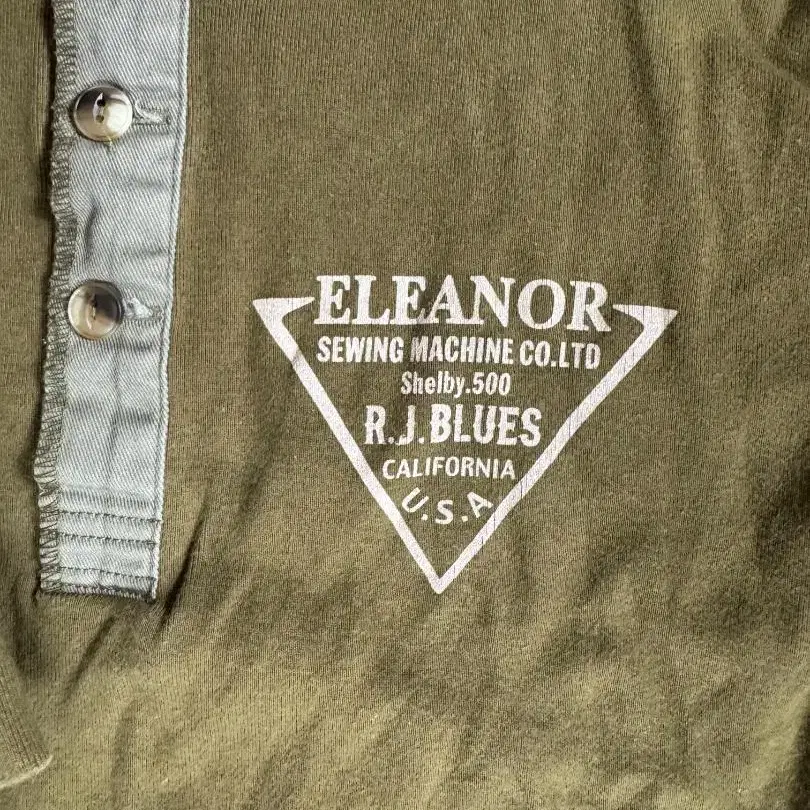 ELEANOR
SEWING MACHINE CO.LTD
Shelby.500
R.J.BLUES
CALIFORNIA
U.S.A